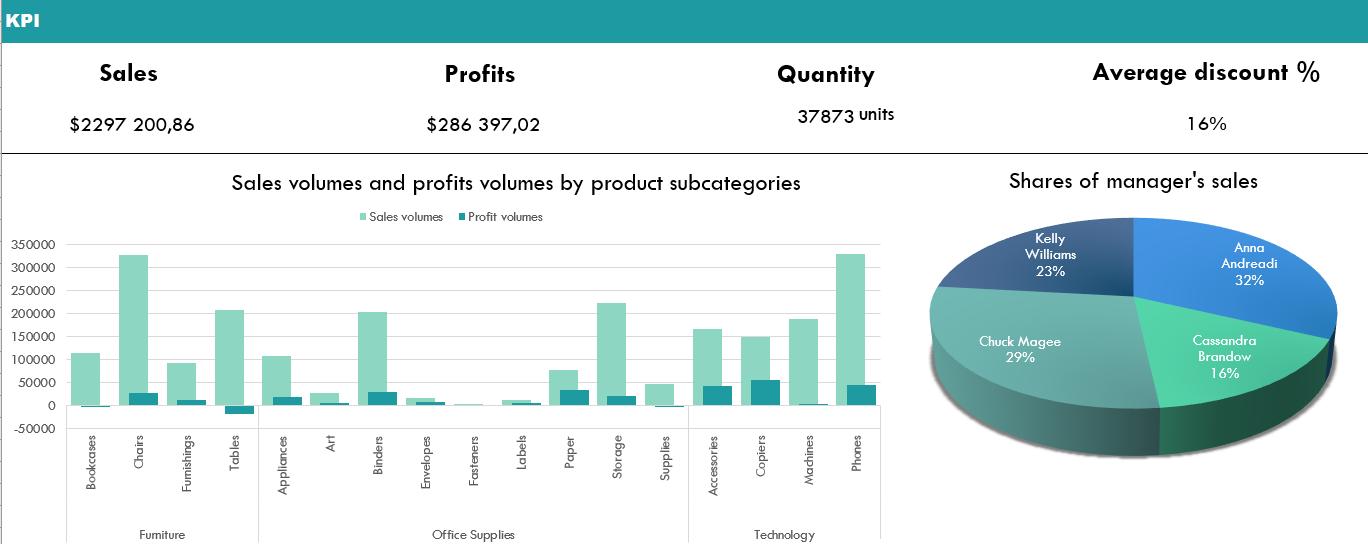 KPI
Sales
Profits
Quantity
Average discount %
$2297 200,86
$286 397,02
37873 units
16%
Sales volumes and profits volumes by product subcategories
Sales volumes
Profit volumes
350000
300000
250000
200000
150000
100000
50000
0
-50000
Bookcases
Chairs
Furnishings
Tables
Appliances
Art
Binders
Envelopes
Fasteners
Labels
Paper
Storage
Supplies
Accessories
Copiers
Machines
Phones
Furniture
Office Supplies
Technology
Shares of manager's sales
Kelly
Williams
23%
Anna
Andreadi
32%
Chuck Magee
29%
Cassandra
Brandow
16%